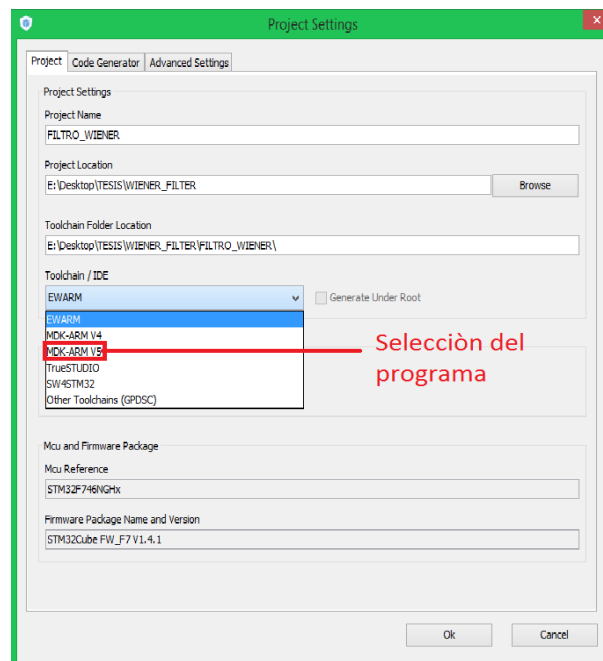 Project Settings
Project
Code Generator
Advanced Settings
Project Settings
Project Name
FILTRO_WIENER
Project Location
E:\Desktop\TESIS\WIENER_FILTER
Browse
Toolchain Folder Location
E:\Desktop\TESIS\WIENER_FILTER\FILTRO_WIENER\
Toolchain / IDE
EWARM
Generate Under Root
EWARM
MDK-ARM V4
MDK-ARM V5
TrueSTUDIO
SW4STM32
Other Toolchains (GPDSC)
Selecciòn del
programa
Mcu and Firmware Package
Mcu Reference
STM32F746NGHx
Firmware Package Name and Version
STM32Cube FW_F7 V1.4.1
Ok
Cancel